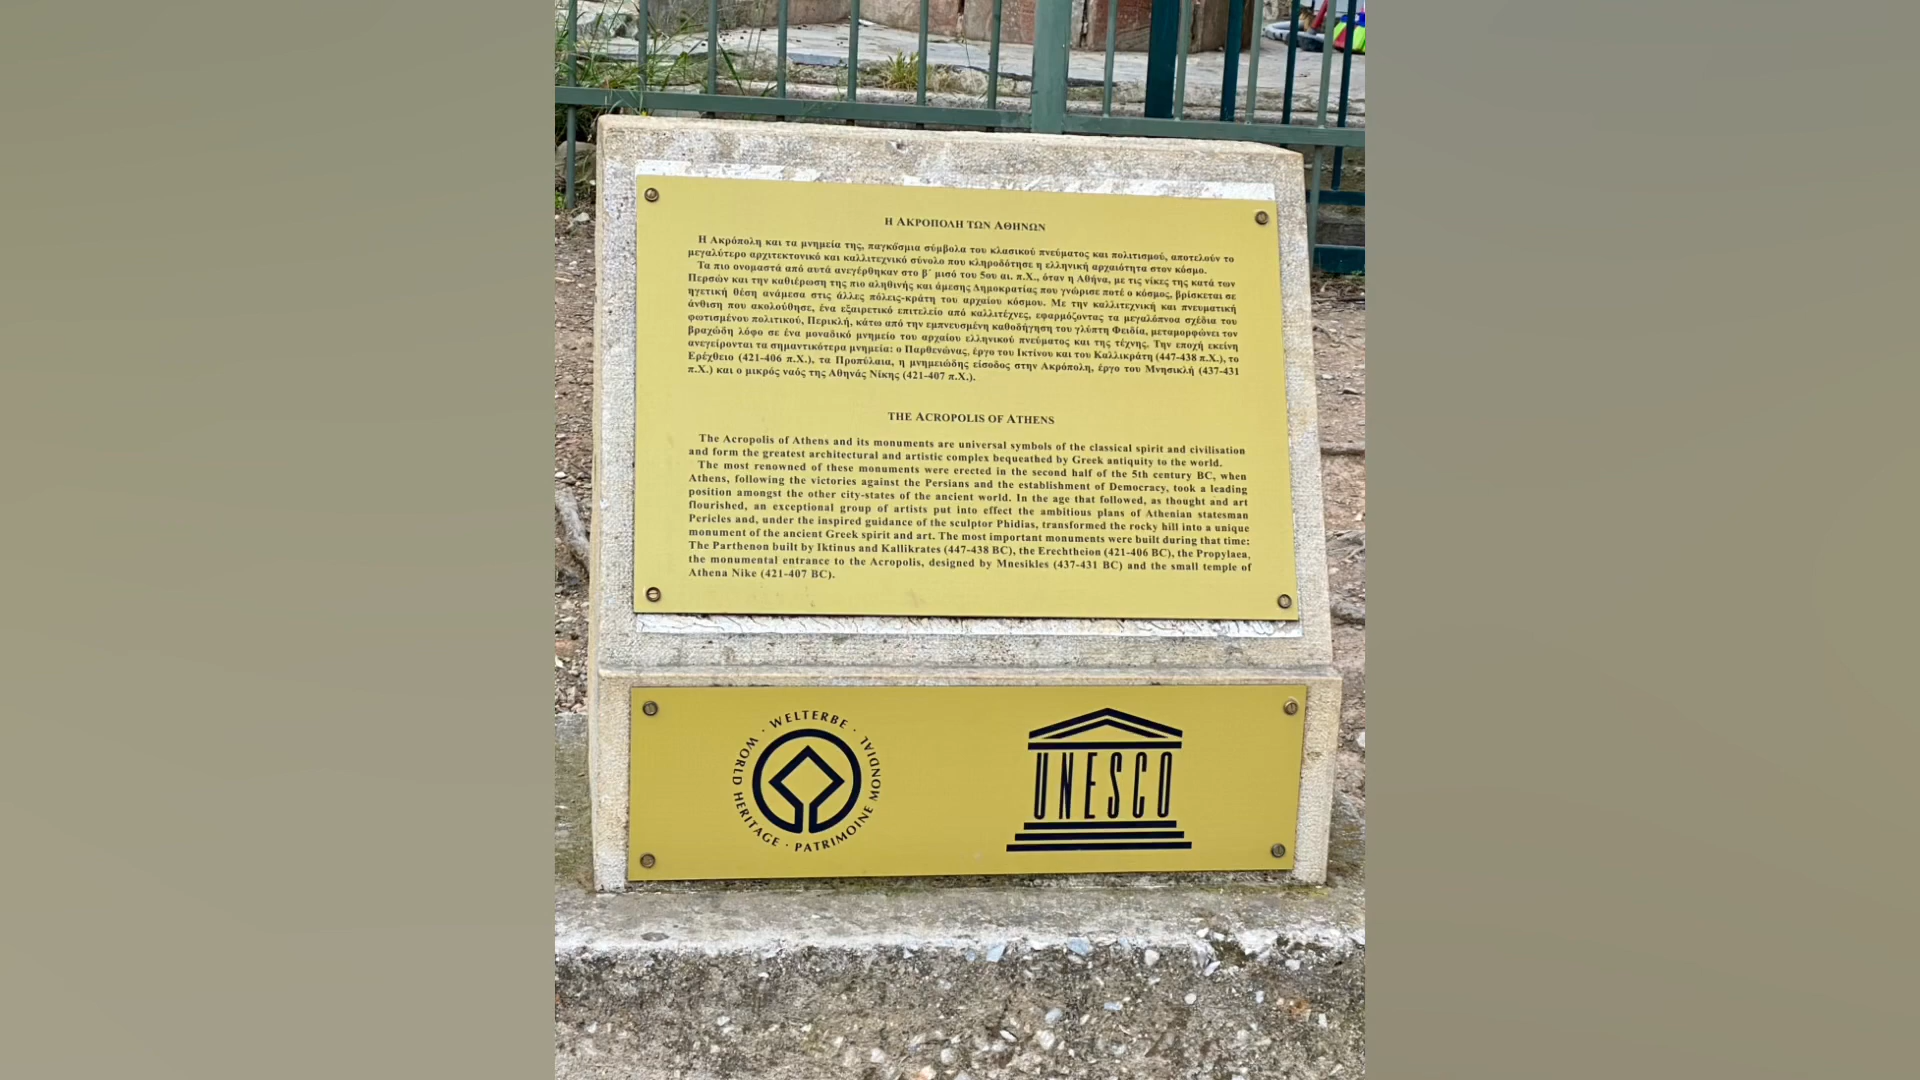 Η ΑΚΡΟΠΟΛΗ ΤΩΝ ΑΘΗΝΩΝ
Η Ακρόπολη και τα μνημεία της, παγκόσμια σύμβολα του κλασικού πνεύματος και πολιτισμού, αποτελούν το
μεγαλύτερο αρχιτεκτονικό και καλλιτεχνικό σύνολο που κληροδότησε η ελληνική αρχαιότητα στον κόσμο.
Τα πιο ονομαστά από αυτά ανεγέρθηκαν στο β΄ μισό του 5ου αι. π.Χ., όταν η Αθήνα, με τις νίκες της κατά των
Περσών και την καθιέρωση της πιο αληθινής και άμεσης Δημοκρατίας που γνώρισε ποτέ ο κόσμος, βρίσκεται σε
ηγετική θέση ανάμεσα στις άλλες πόλεις-κράτη του αρχαίου κόσμου. Με την καλλιτεχνική και πνευματική
άνθιση που ακολούθησε, ένα εξαιρετικό επιτελείο από καλλιτέχνες, εφαρμόζοντας τα μεγαλόπνοα σχέδια του
φωτισμένου πολιτικού, Περικλή, κάτω από την εμπνευσμένη καθοδήγηση του γλύπτη Φειδία, μεταμορφώνει τον
βραχώδη λόφο σε ένα μοναδικό μνημείο του αρχαίου ελληνικού πνεύματος και της τέχνης. Την εποχή εκείνη
ανεγείρονται τα σημαντικότερα μνημεία: ο Παρθενώνας, έργο του Ικτίνου και του Καλλικράτη (447-438 π.Χ.), το
Ερέχθειο (421-406 π.Χ.), τα Προπύλαια, η μνημειώδης είσοδος στην Ακρόπολη, έργο του Μνησικλή (437-431
π.Χ.) και ο μικρός ναός της Αθηνάς Νίκης (421-407 π.Χ.).
THE ACROPOLIS OF ATHENS
The Acropolis of Athens and its monuments are universal symbols of the classical spirit and civilisation
and form the greatest architectural and artistic complex bequeathed by Greek antiquity to the world.
The most renowned of these monuments were erected in the second half of the 5th century BC, when
Athens, following the victories against the Persians and the establishment of Democracy, took a leading
position amongst the other city-states of the ancient world. In the age that followed, as thought and art
flourished, an exceptional group of artists put into effect the ambitious plans of Athenian statesman
Pericles and, under the inspired guidance of the sculptor Phidias, transformed the rocky hill into a unique
monument of the ancient Greek spirit and art. The most important monuments were built during that time:
The Parthenon built by Iktinus and Kallikrates (447-438 BC), the Erechtheion (421-406 BC), the Propylaea,
the monumental entrance to the Acropolis, designed by Mnesikles (437-431 BC) and the small temple of
Athena Nike (421-407 BC).
WORLD HERITAGE · PATRIMOINE MONDIAL · WELTERBE ·
UNESCO